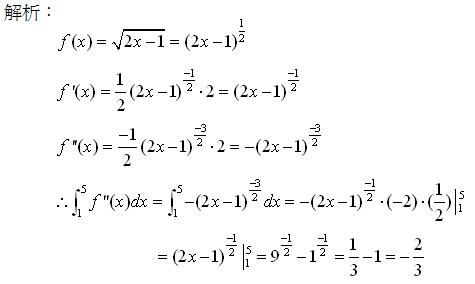 解析：
f(x) = √(2x−1) = (2x−1)^(1/2)
f'(x) = 1/2 (2x−1)^(−1/2) · 2 = (2x−1)^(−1/2)
f"(x) = −1/2 (2x−1)^(−3/2) · 2 = −(2x−1)^(−3/2)
∴ ∫₁⁵ f"(x)dx = ∫₁⁵ −(2x−1)^(−3/2) dx = −(2x−1)^(−1/2) · (−2) · (1/2) |₁⁵
= (2x−1)^(−1/2) |₁⁵ = 9^(−1/2) − 1^(−1/2) = 1/3 − 1 = −2/3